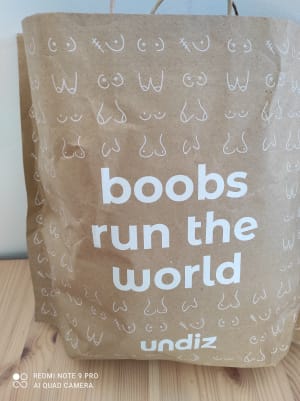 boobs
run the
world
undiz
REDMI NOTE 9 PRO
AI QUAD CAMERA